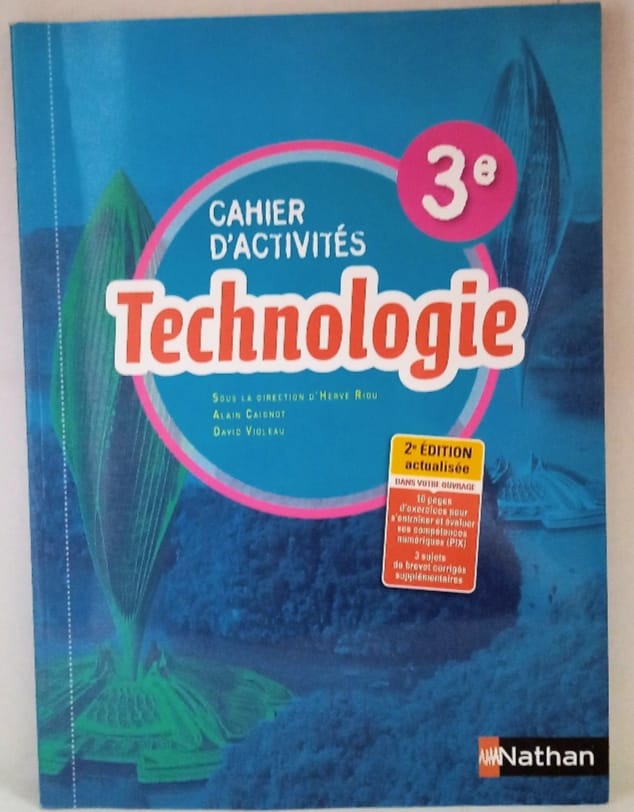 3e
CAHIER
D'ACTIVITÉS
Technologie
SOUS LA DIRECTION D'HERVÉ RIOU
ALAIN CAIGNOT
DAVID VIOLEAU
2e ÉDITION
actualisée
DANS VOTRE OUVRAGE
16 pages
d'exercices pour
s'entraîner et évaluer
ses compétences
numériques (PIX)
3 sujets
de brevet corrigés
supplémentaires
Nathan